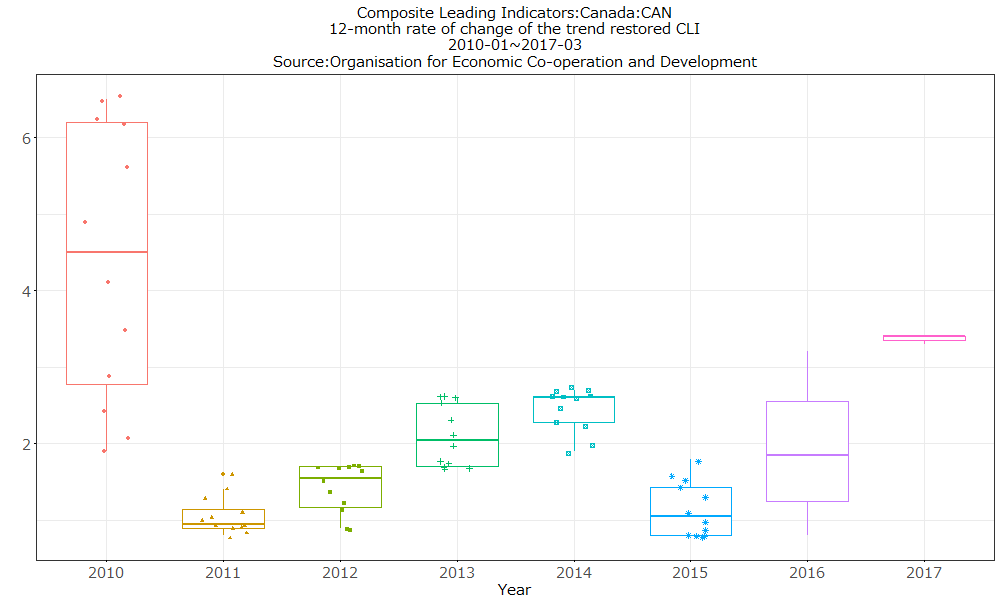 Composite Leading Indicators:Canada:CAN
12-month rate of change of the trend restored CLI
2010-01~2017-03
Source:Organisation for Economic Co-operation and Development
6
4
2
2010 2011 2012 2013 2014 2015 2016 2017
Year